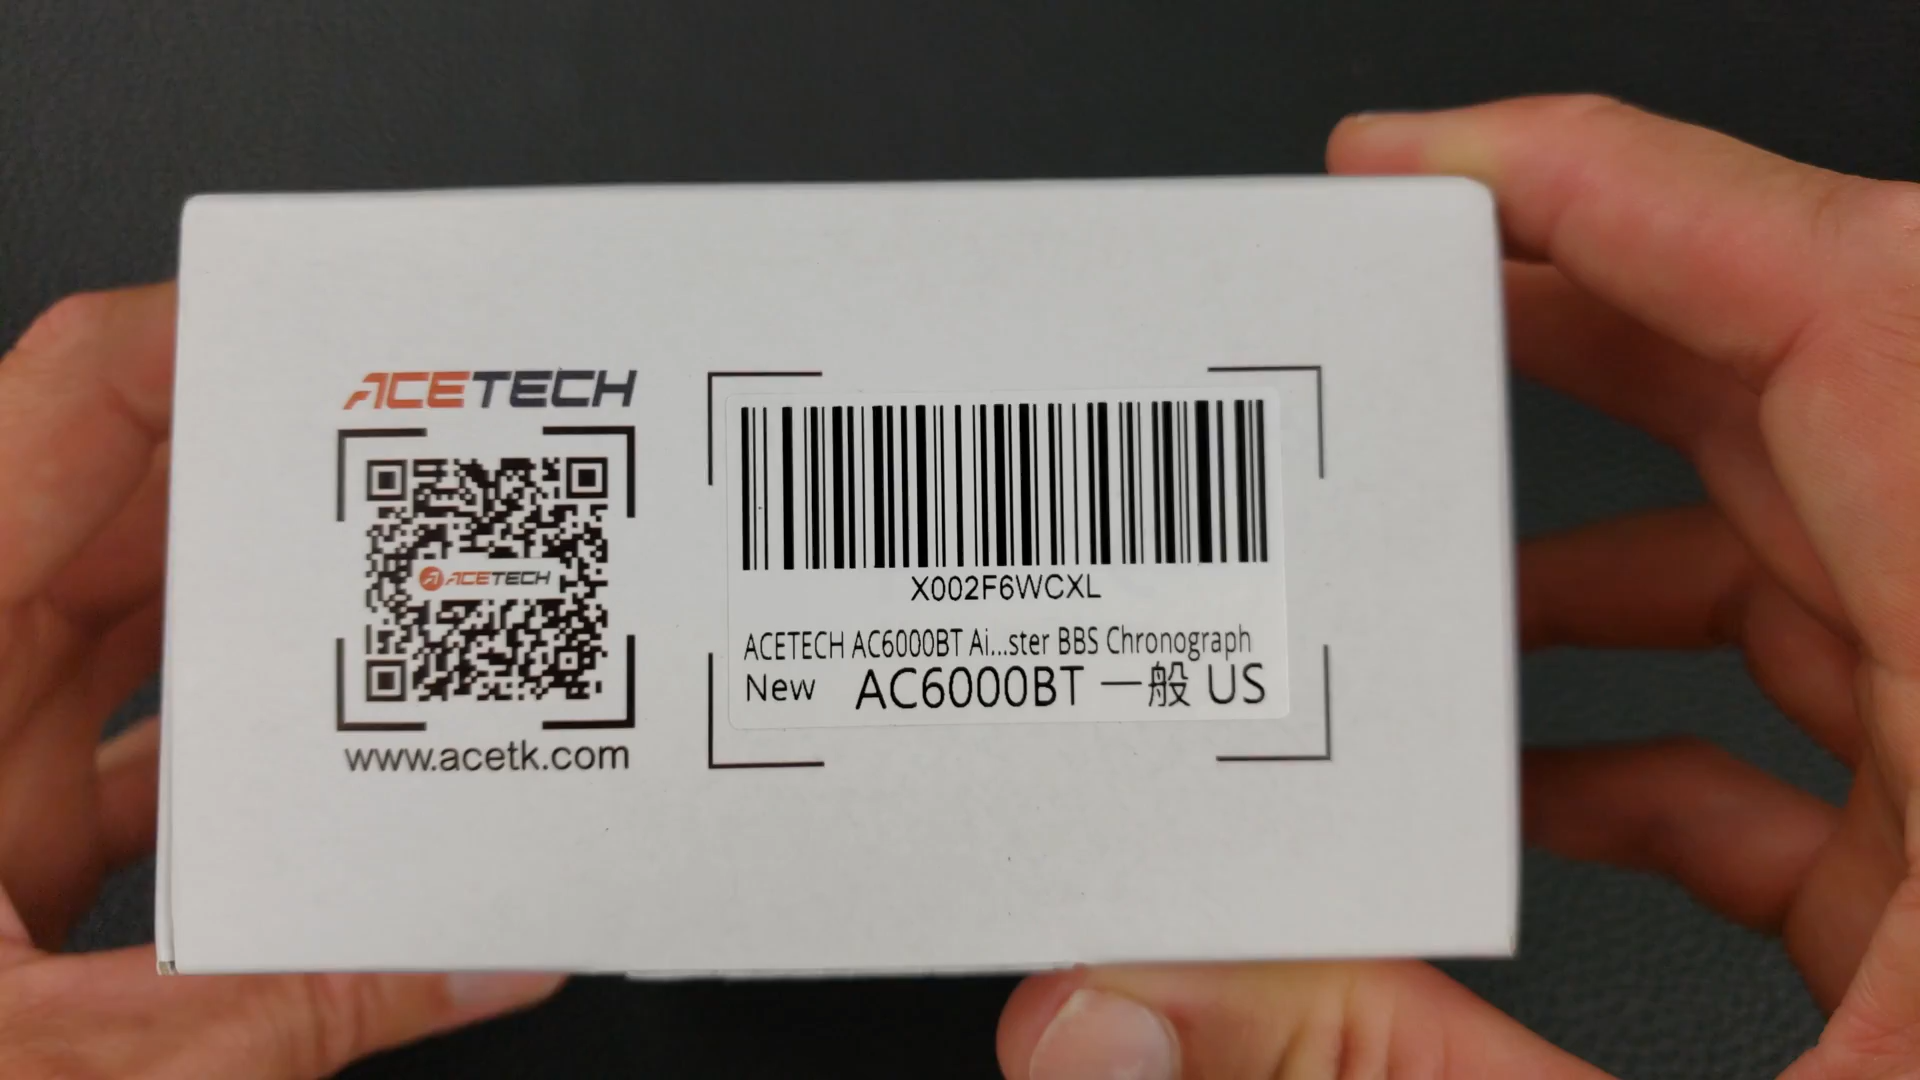 ACETECH
ACETECH
www.acetk.com
X002F6WCXL
ACETECH AC6000BT Ai...ster BBS Chronograph
New AC6000BT 一般 US